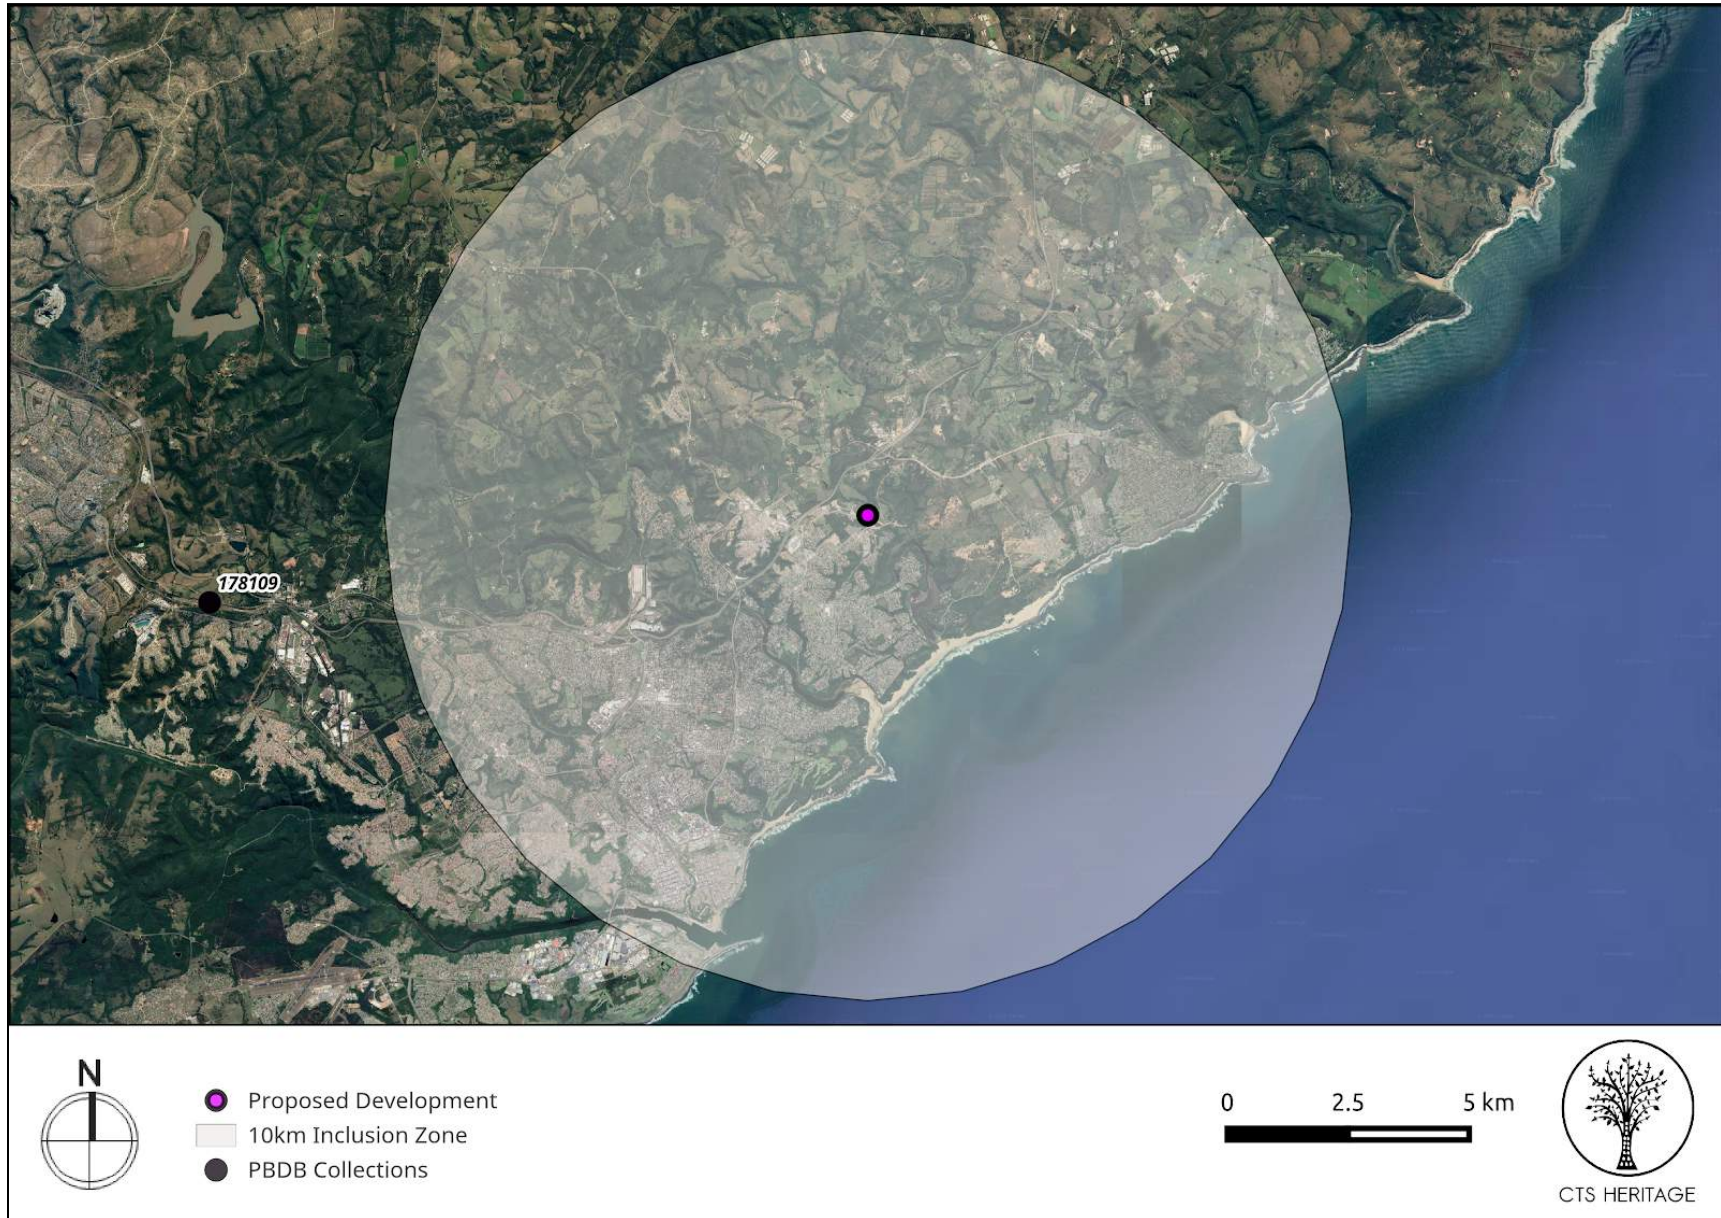 178109
N
Proposed Development
10km Inclusion Zone
PBDB Collections
0 2.5 5 km
CTS HERITAGE